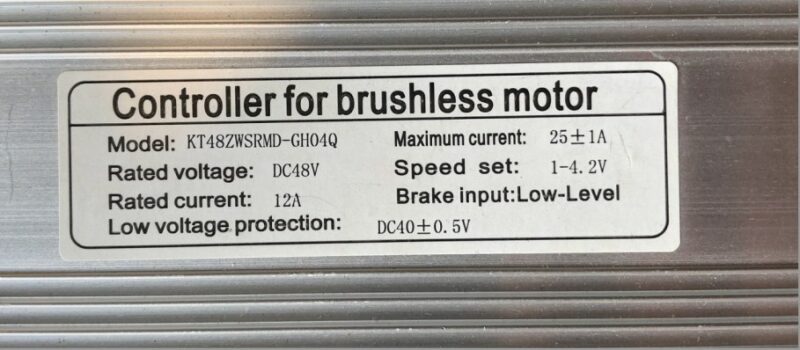 Controller for brushless motor
Model: KT48ZWSRMD-GH04Q Maximum current: 25±1A
Rated voltage: DC48V Speed set: 1-4.2V
Rated current: 12A Brake input:Low-Level
Low voltage protection: DC40±0.5V